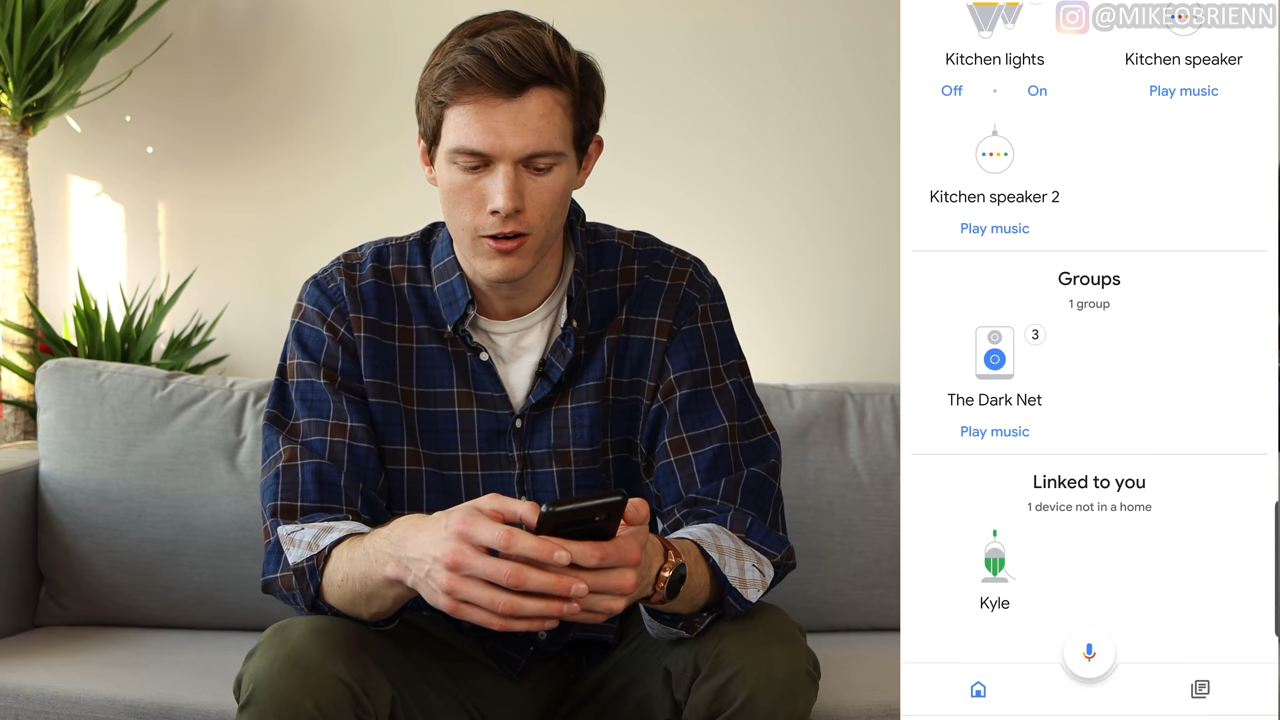 @MIKEOBRIENN
Kitchen lights
Kitchen speaker
Off
On
Play music
Kitchen speaker 2
Play music
Groups
1 group
3
The Dark Net
Play music
Linked to you
1 device not in a home
Kyle